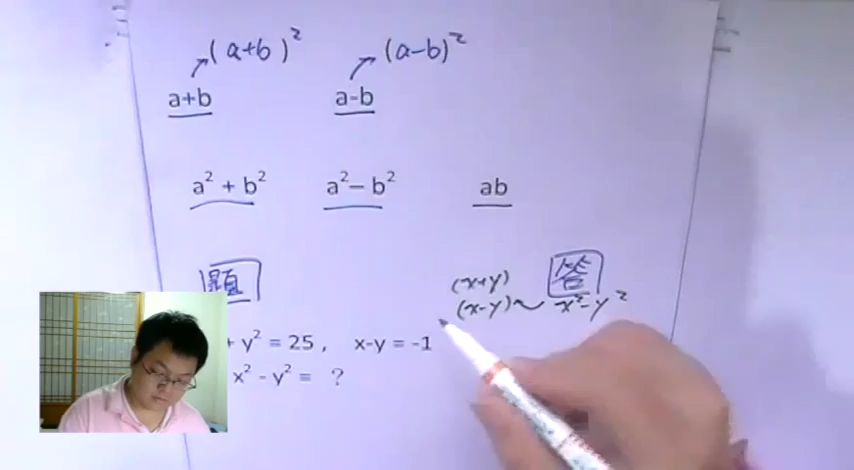 (a+b)² (a-b)²
a+b a-b
a² + b² a² - b² ab
題 答
(x+y)
(x-y) ~ x²-y²
+ y² = 25 , x-y = -1
x² - y² = ?